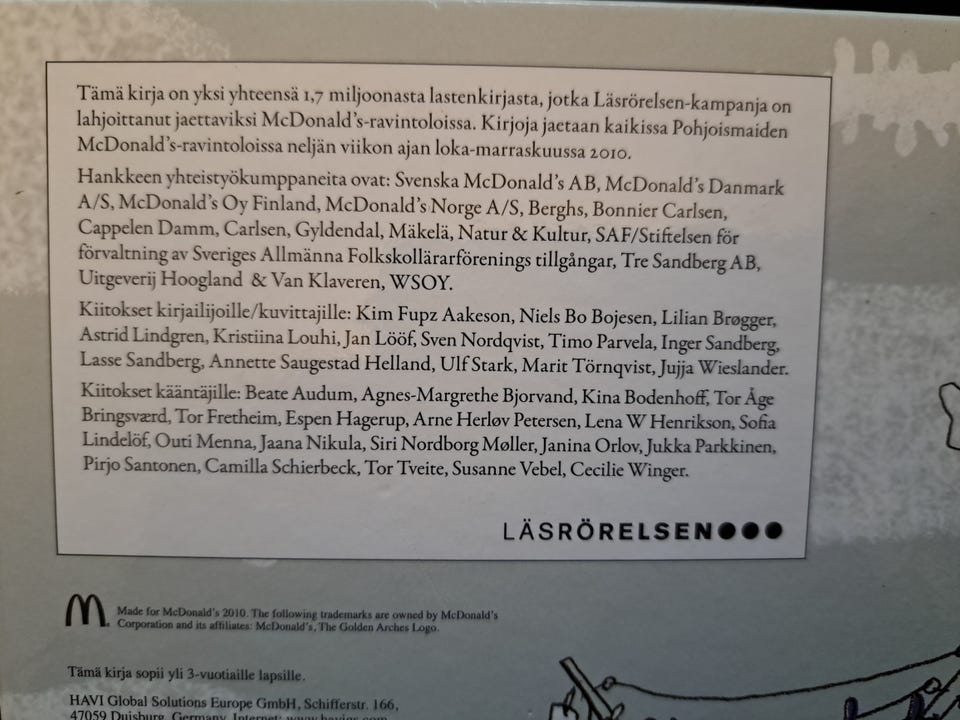 Tämä kirja on yksi yhteensä 1,7 miljoonasta lastenkirjasta, jotka Läsrörelsen-kampanja on
lahjoittanut jaettaviksi McDonald's-ravintoloissa. Kirjoja jaetaan kaikissa Pohjoismaiden
McDonald's-ravintoloissa neljän viikon ajan loka-marraskuussa 2010.
Hankkeen yhteistyökumppaneita ovat: Svenska McDonald's AB, McDonald's Danmark
A/S, McDonald's Oy Finland, McDonald's Norge A/S, Berghs, Bonnier Carlsen,
Cappelen Damm, Carlsen, Gyldendal, Mäkelä, Natur & Kultur, SAF/Stiftelsen för
förvaltning av Sveriges Allmänna Folkskollärarförenings tillgångar, Tre Sandberg AB,
Uitgeverij Hoogland & Van Klaveren, WSOY.
Kiitokset kirjailijoille/kuvittajille: Kim Fupz Aakeson, Niels Bo Bojesen, Lilian Brøgger,
Astrid Lindgren, Kristiina Louhi, Jan Lööf, Sven Nordqvist, Timo Parvela, Inger Sandberg,
Lasse Sandberg, Annette Saugestad Helland, Ulf Stark, Marit Törnqvist, Jujja Wieslander.
Kiitokset kääntäjille: Beate Audum, Agnes-Margrethe Bjorvand, Kina Bodenhoff, Tor Åge
Bringsværd, Tor Fretheim, Espen Hagerup, Arne Herløv Petersen, Lena W Henrikson, Sofia
Lindelöf, Outi Menna, Jaana Nikula, Siri Nordborg Møller, Janina Orlov, Jukka Parkkinen,
Pirjo Santonen, Camilla Schierbeck, Tor Tveite, Susanne Vebel, Cecilie Winger.
LÄSRÖRELSEN●●●
Made for McDonald's 2010. The following trademarks are owned by McDonald's
Corporation and its affiliates: McDonald's, The Golden Arches Logo.
Tämä kirja sopii yli 3-vuotiaille lapsille.
HAVI Global Solutions Europe GmbH, Schifferstr. 166,
47059 Duisburg, Germany, Internet: www.havigs.com